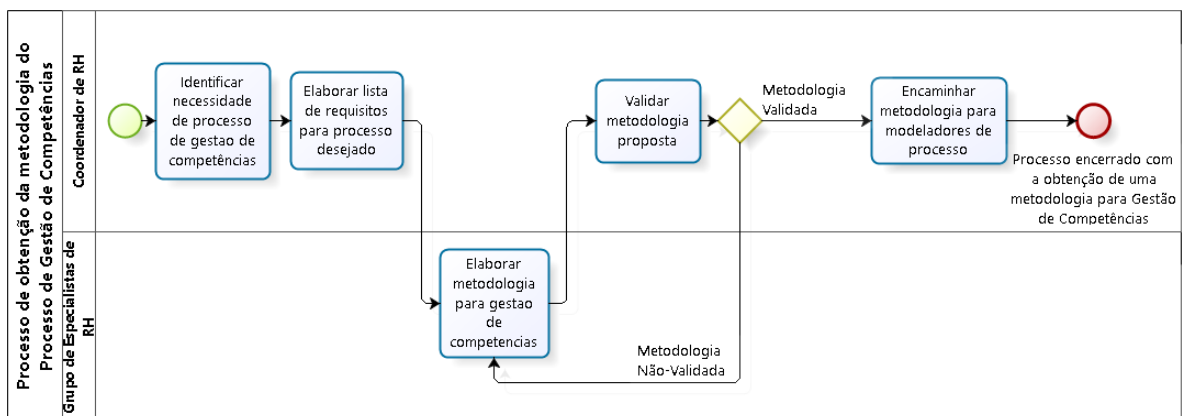 Processo de obtenção da metodologia do
Processo de Gestão de Competências
Coordenador de RH
Identificar
necessidade
de processo
de gestao de
competências
Elaborar lista
de requisitos
para processo
desejado
Validar
metodologia
proposta
Metodologia
Validada
Encaminhar
metodologia para
modeladores de
processo
Processo encerrado com
a obtenção de uma
metodologia para Gestão
de Competências
Grupo de Especialistas de
RH
Elaborar
metodologia
para gestao
de
competencias
Metodologia
Não-Validada